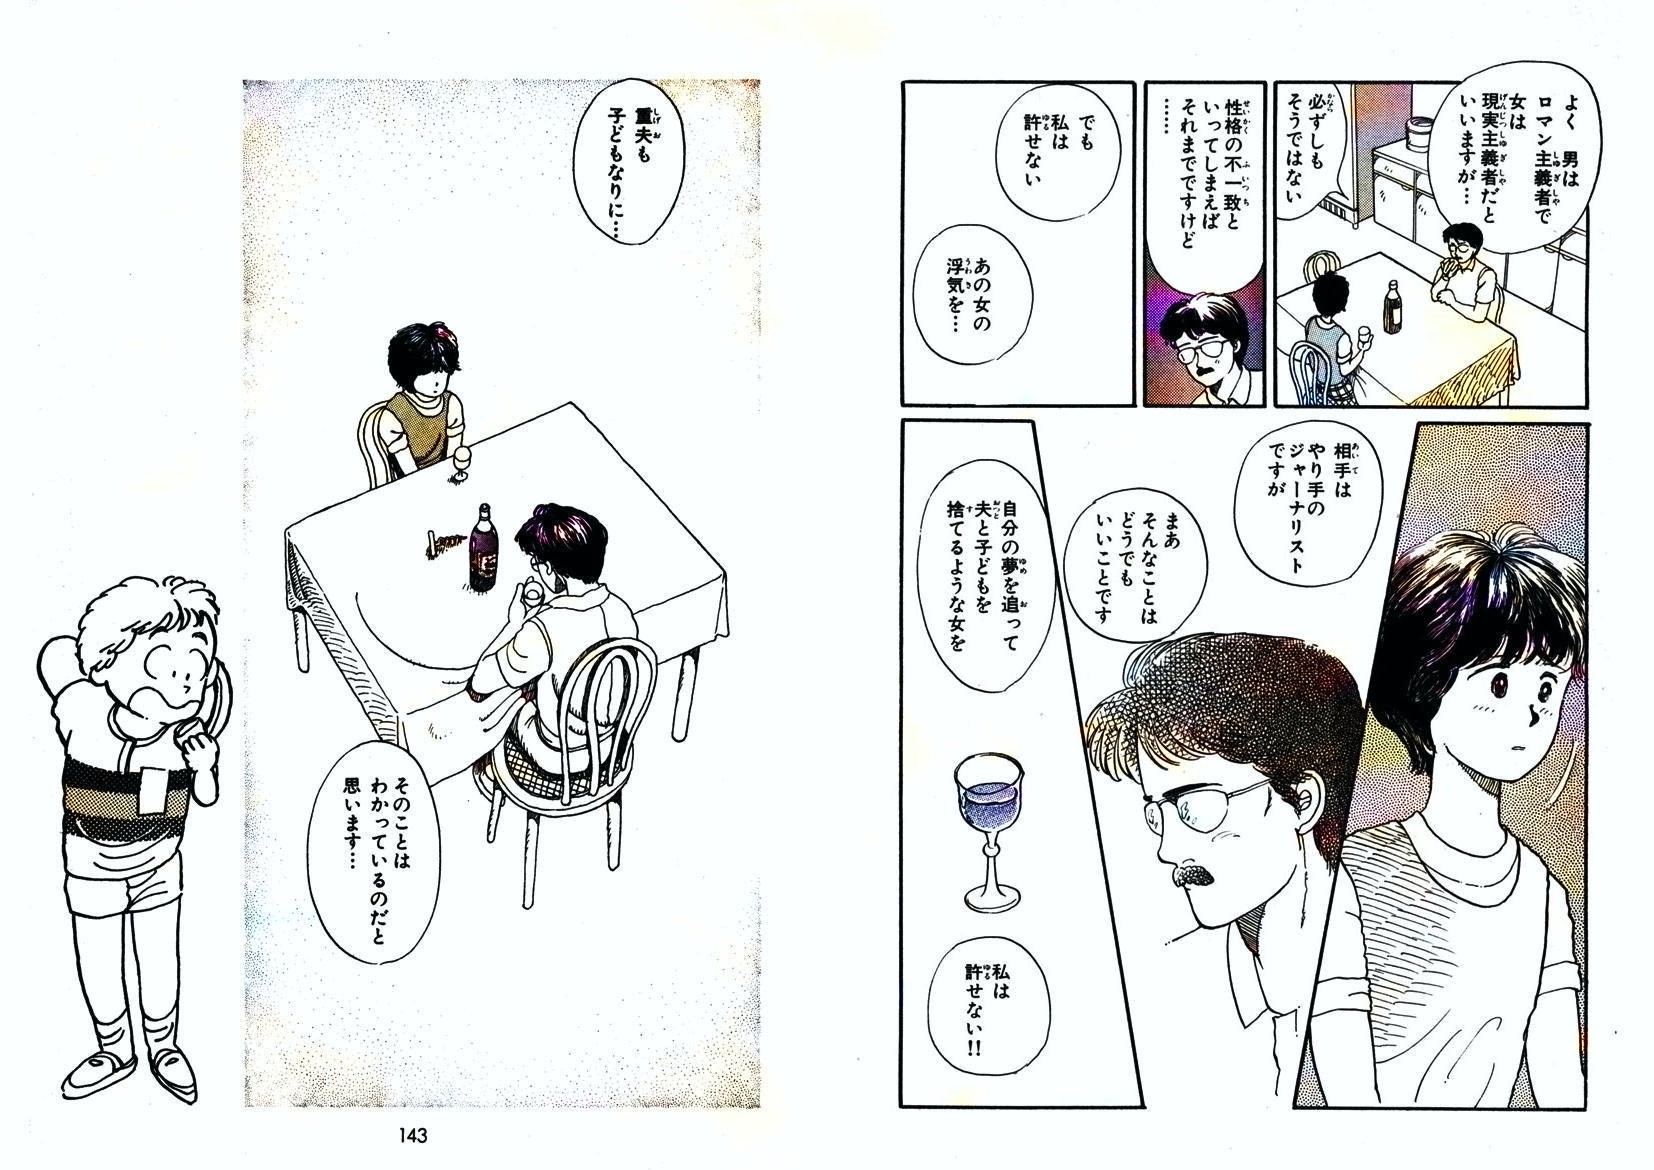 よく 男は
ロマン主義者で
女は
現実主義者だと
いいますが…
必ずしも
そうではない
性格の不一致と
いってしまえば
それまでですけど
……
でも
私は
許せない
あの女の
浮気を…
相手は
やり手の
ジャーナリスト
ですが
まあ
そんなことは
どうでも
いいことです
自分の夢を追って
夫と子どもを
捨てるような女を
私は
許せない!!
重夫も
子どもなりに…
そのことは
わかっているのだと
思います…
143